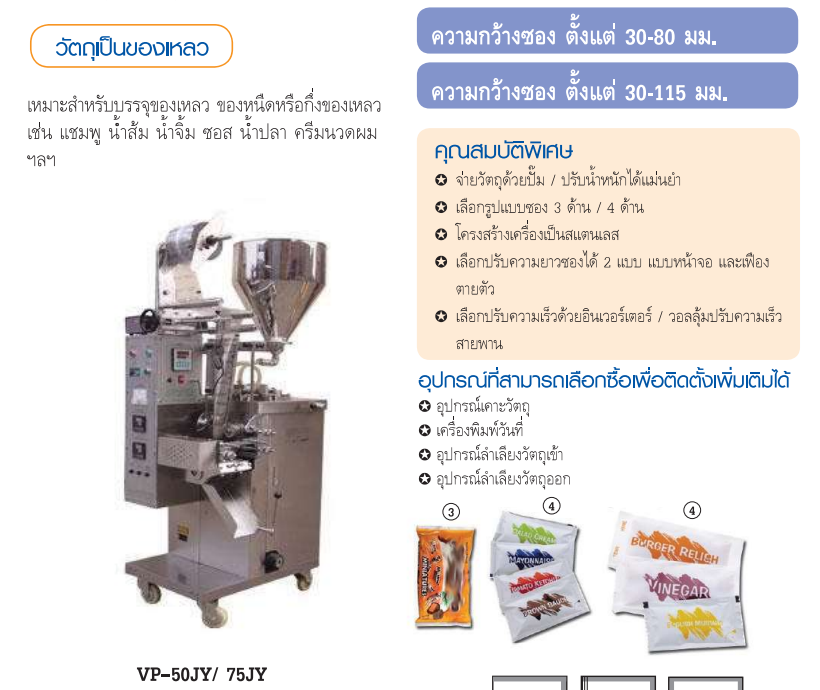 วัตถุเป็นของเหลว
เหมาะสำหรับบรรจุของเหลว ของหนืดหรือกึ่งของเหลว
เช่น แชมพู น้ำส้ม น้ำจิ้ม ซอส น้ำปลา ครีมนวดผม
ฯลฯ
VP-50JY/ 75JY
ความกว้างซอง ตั้งแต่ 30-80 มม.
ความกว้างซอง ตั้งแต่ 30-115 มม.
คุณสมบัติพิเศษ
✪ จ่ายวัตถุด้วยปั๊ม / ปรับน้ำหนักได้แม่นยำ
✪ เลือกรูปแบบซอง 3 ด้าน / 4 ด้าน
✪ โครงสร้างเครื่องเป็นสแตนเลส
✪ เลือกปรับความยาวซองได้ 2 แบบ แบบหน้าจอ และเฟือง
ตายตัว
✪ เลือกปรับความเร็วด้วยอินเวอร์เตอร์ / วอลลุ้มปรับความเร็ว
สายพาน
อุปกรณ์ที่สามารถเลือกซื้อเพื่อติดตั้งเพิ่มเติมได้
✪ อุปกรณ์เคาะวัตถุ
✪ เครื่องพิมพ์วันที่
✪ อุปกรณ์ลำเลียงวัตถุเข้า
✪ อุปกรณ์ลำเลียงวัตถุออก
3
4
4
MINIATURES
SALAD CREAM
MAYONNAISE
TOMATO KETCHUP
BROWN SAUCE
BURGER RELISH
VINEGAR
ENGLISH MUSTARD